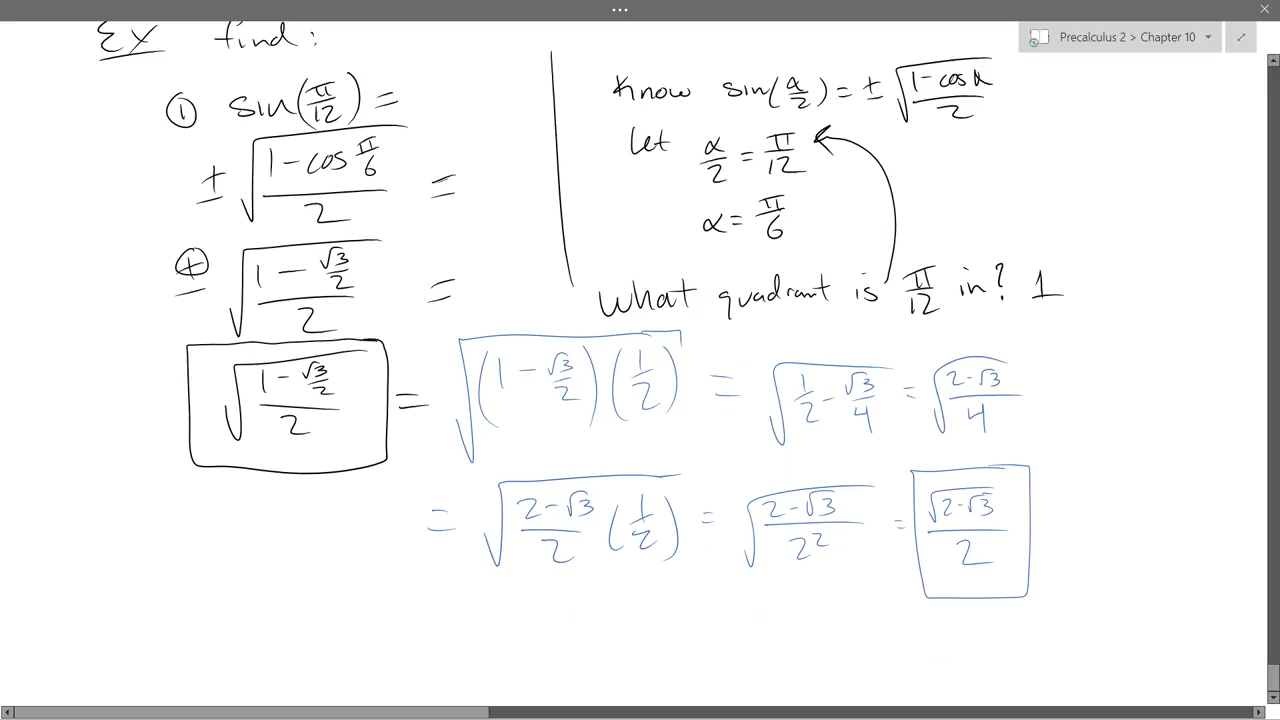 Ex find:
Precalculus 2 > Chapter 10
① sin(π/12) =
± √((1 - cos π/6)/2) =
⊕ √((1 - √3/2)/2) =
√((1 - √3/2)/2) = √((1 - √3/2)(1/2)) = √(1/2 - √3/4) = √((2-√3)/4)
= √((2-√3)/2 (1/2)) = √((2-√3)/2²) = √(2-√3)/2
Know sin(α/2) = ± √((1-cosα)/2)
let α/2 = π/12
α = π/6
What quadrant is π/12 in? 1